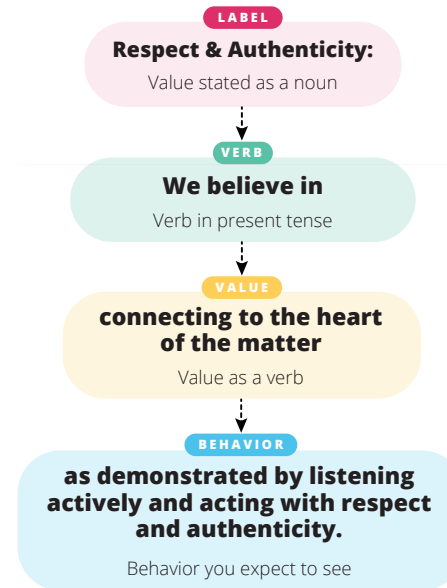 LABEL
Respect & Authenticity:
Value stated as a noun
VERB
We believe in
Verb in present tense
VALUE
connecting to the heart
of the matter
Value as a verb
BEHAVIOR
as demonstrated by listening
actively and acting with respect
and authenticity.
Behavior you expect to see